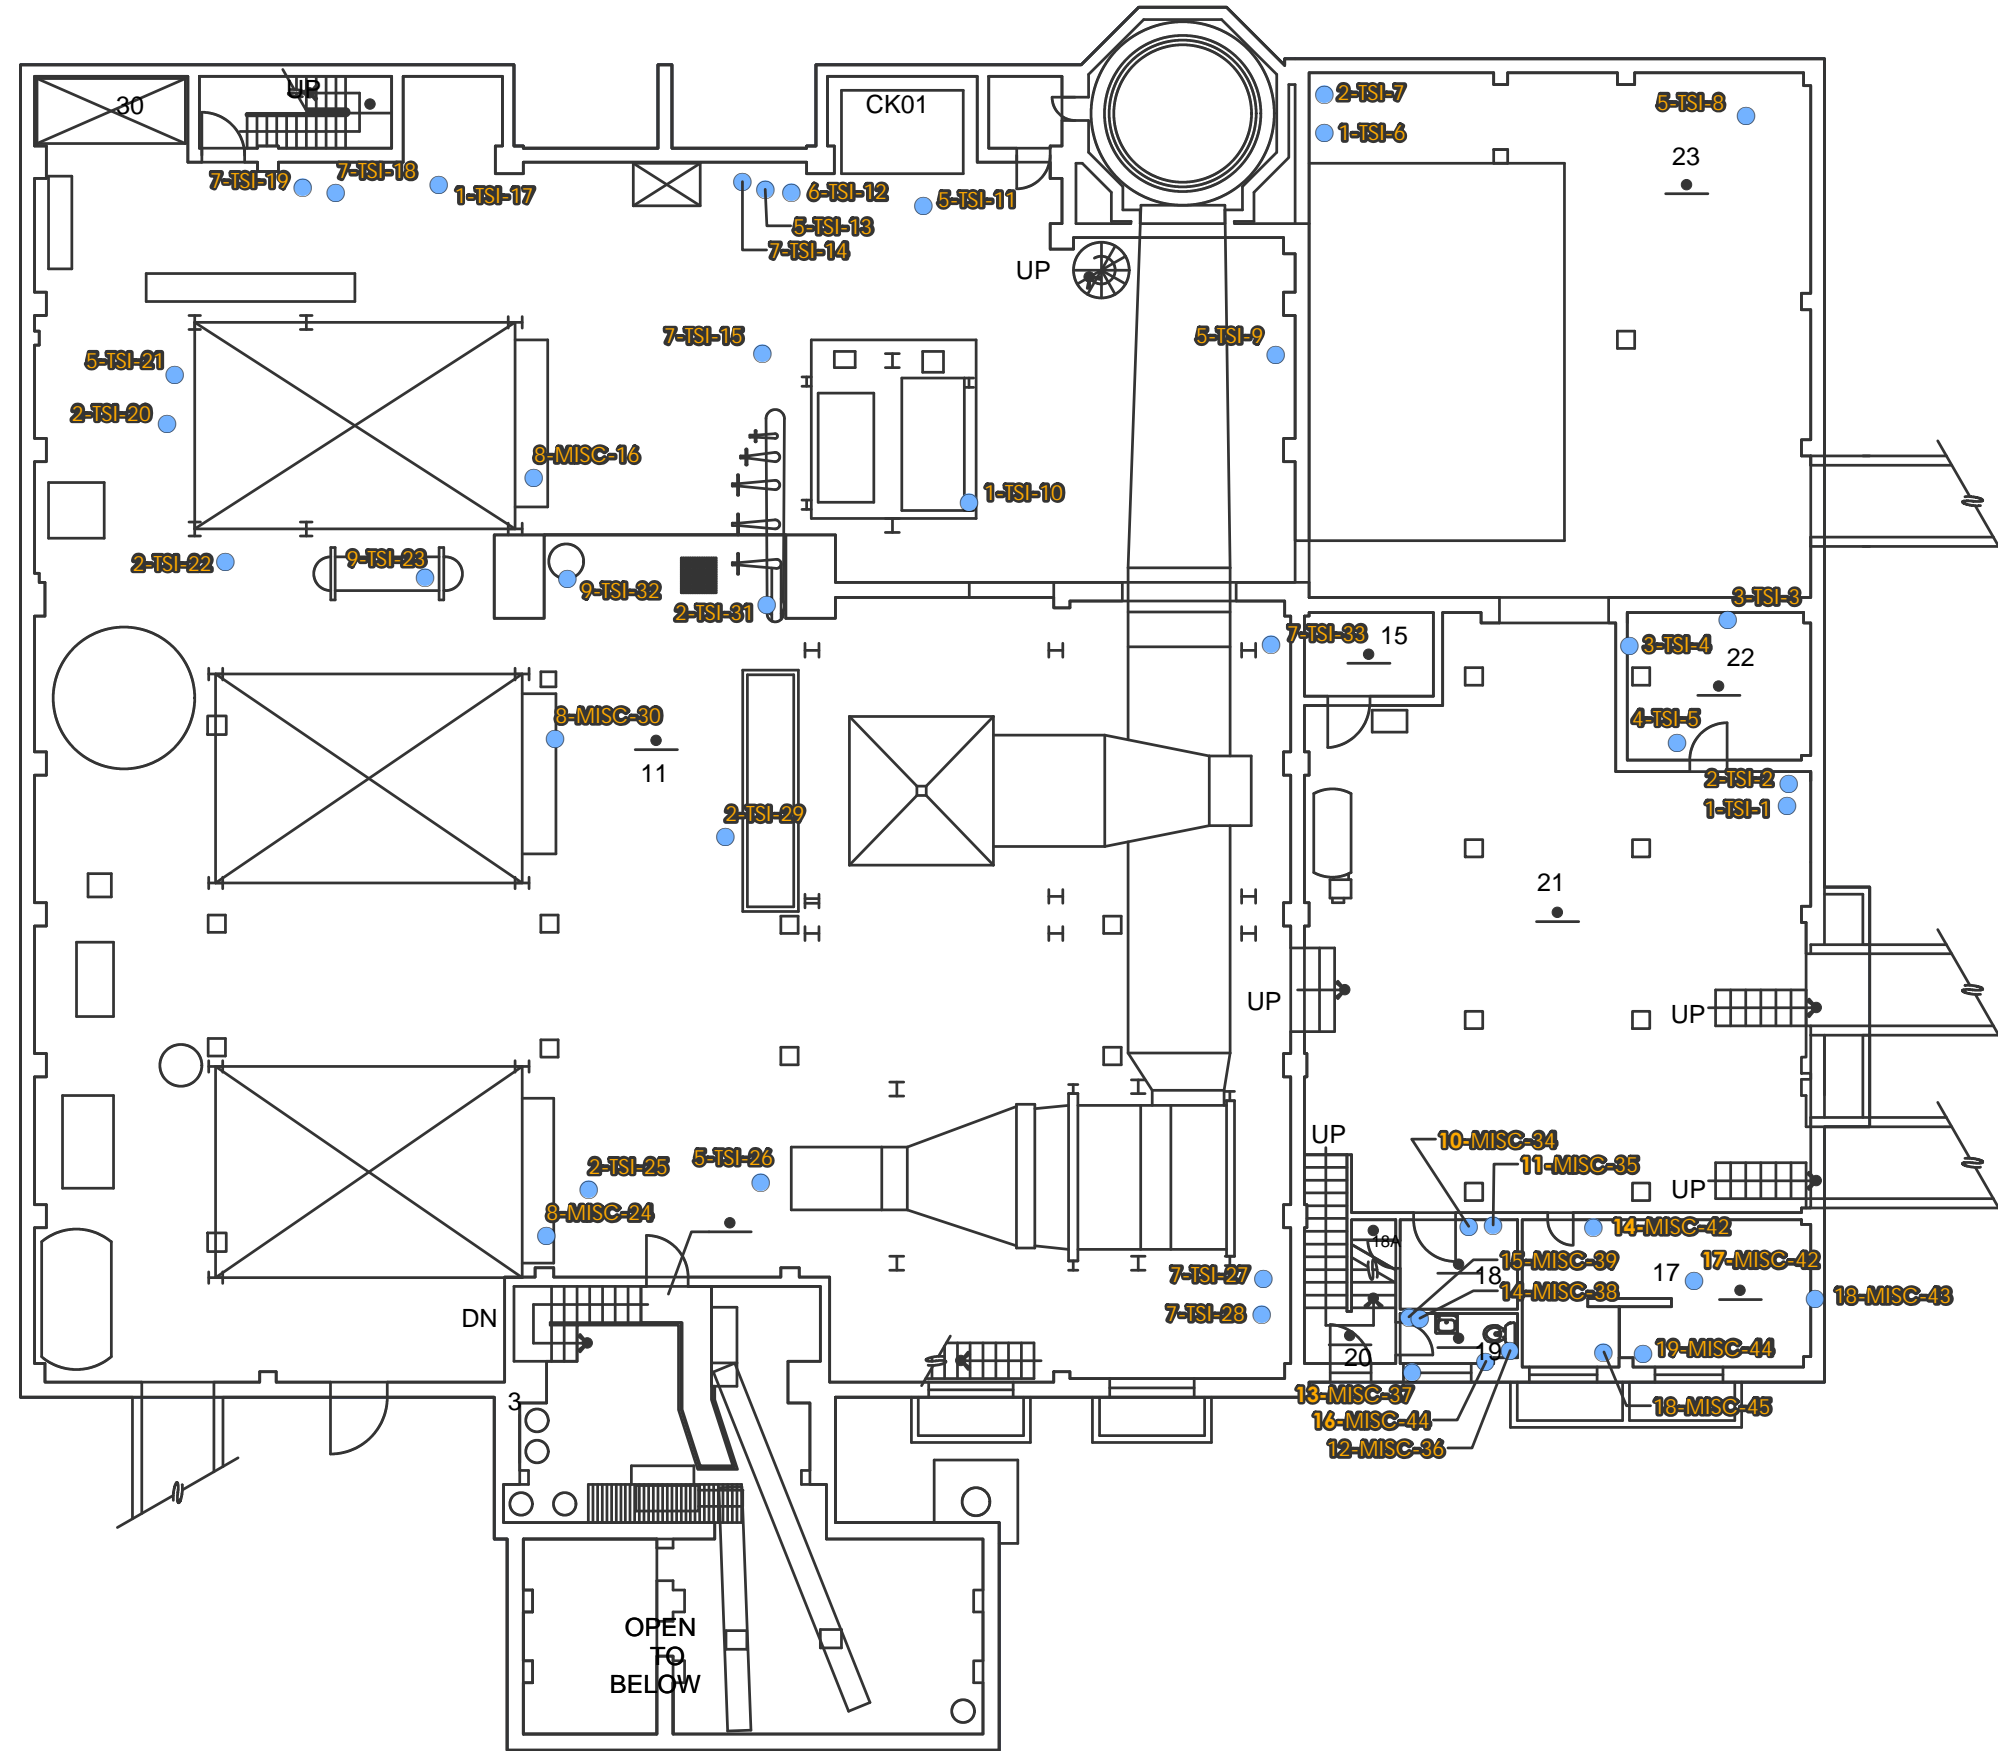 30
UP
CK01
2-TSI-7
5-TSI-8
1-TSI-6
23
7-TSI-19
7-TSI-18
1-TSI-17
6-TSI-12
5-TSI-11
5-TSI-13
7-TSI-14
UP
5-TSI-21
7-TSI-15
5-TSI-9
2-TSI-20
8-MISC-16
1-TSI-10
2-TSI-22
9-TSI-23
9-TSI-32
2-TSI-31
3-TSI-3
7-TSI-33
15
3-TSI-4
22
8-MISC-30
4-TSI-5
11
2-TSI-2
1-TSI-1
2-TSI-29
21
UP
UP
UP
10-MISC-34
11-MISC-35
2-TSI-25
5-TSI-26
UP
8-MISC-24
14-MISC-42
18A
15-MISC-39
17-MISC-42
7-TSI-27
18
17
14-MISC-38
18-MISC-43
7-TSI-28
DN
20
19
19-MISC-44
3
13-MISC-37
18-MISC-45
16-MISC-44
12-MISC-36
OPEN
TO
BELOW